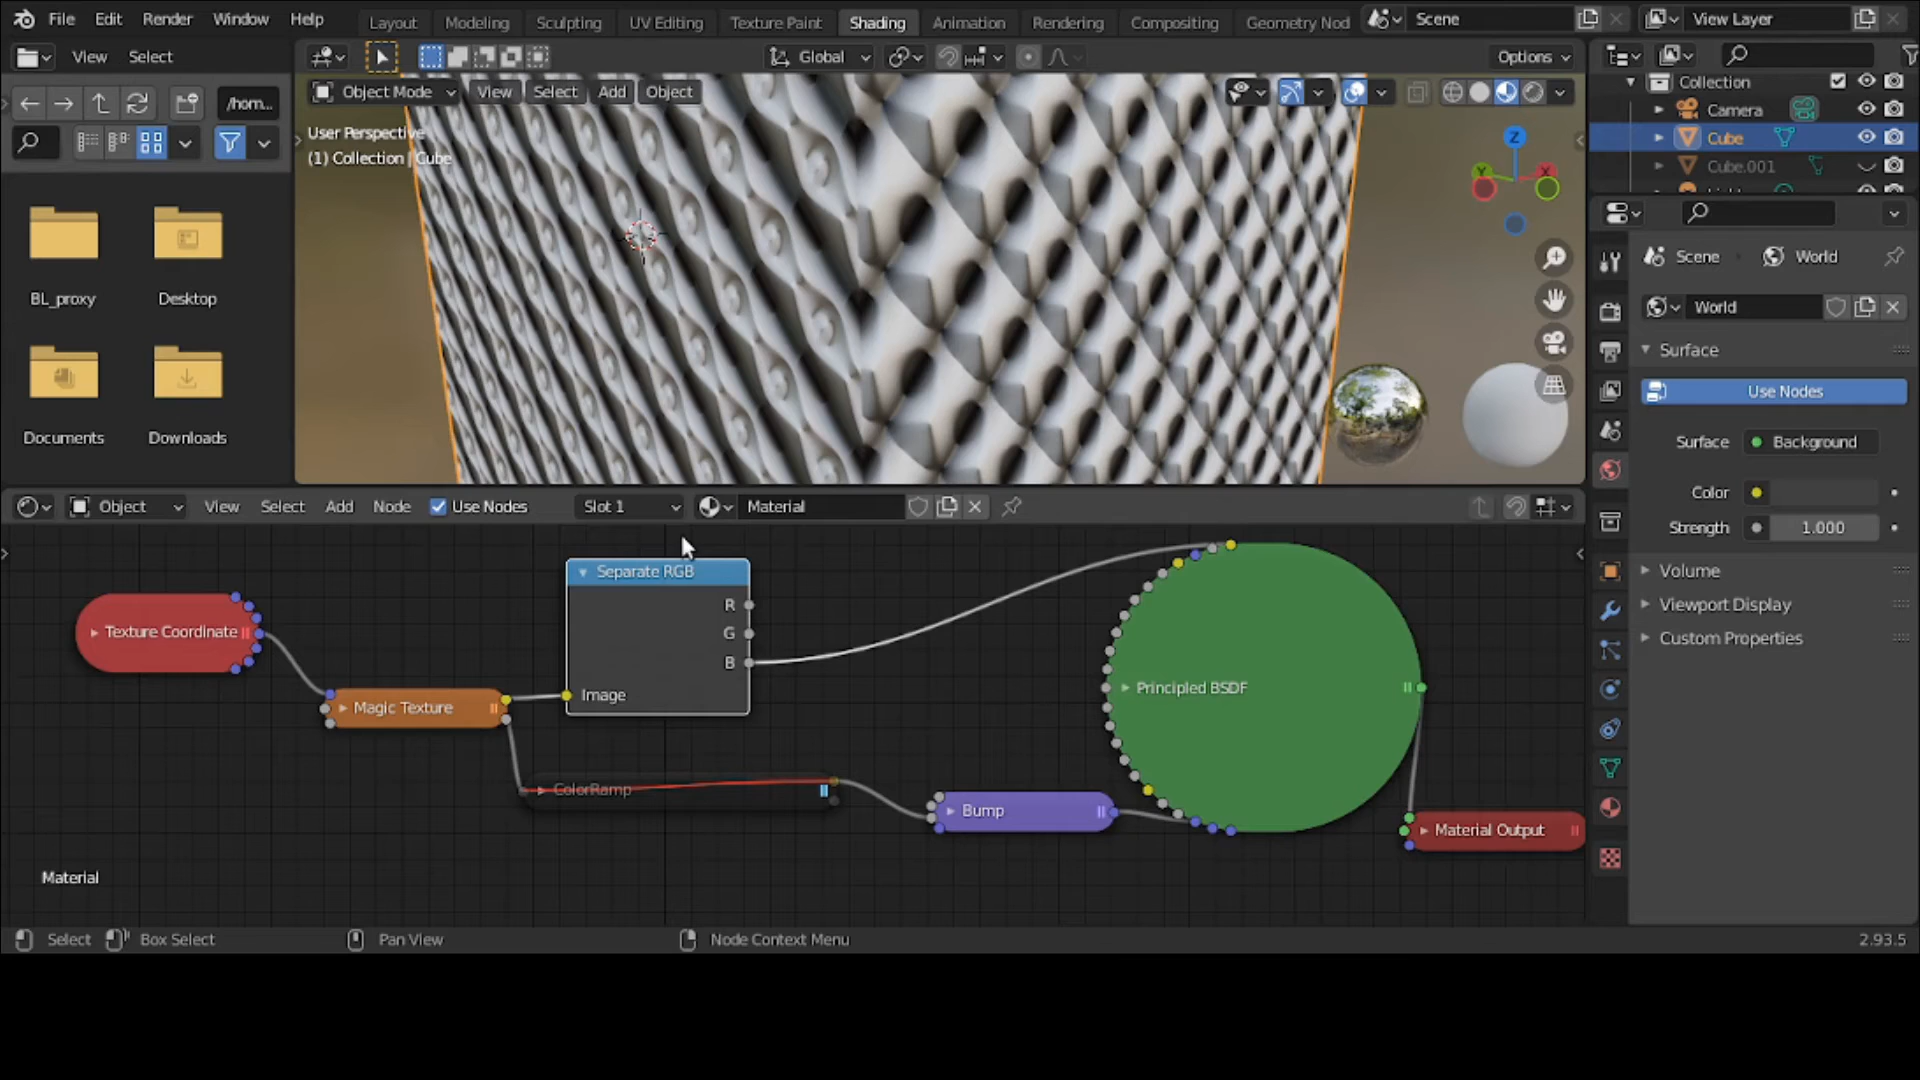 File Edit Render Window Help
Layout Modeling Sculpting UV Editing Texture Paint Shading Animation Rendering Compositing Geometry Nod
Scene
View Layer
View Select
Global
Options
/hom...
Object Mode View Select Add Object
User Perspective
(1) Collection | Cube
BL_proxy
Desktop
Documents
Downloads
Z
Y
X
Collection
Camera
Cube
Cube.001
Scene
World
World
Surface
Use Nodes
Surface Background
Color
Strength 1.000
Volume
Viewport Display
Custom Properties
Object View Select Add Node Use Nodes Slot 1 Material
Separate RGB
R
G
B
Image
Texture Coordinate
Magic Texture
ColorRamp
Bump
Principled BSDF
Material Output
Material
Select Box Select Pan View Node Context Menu 2.93.5